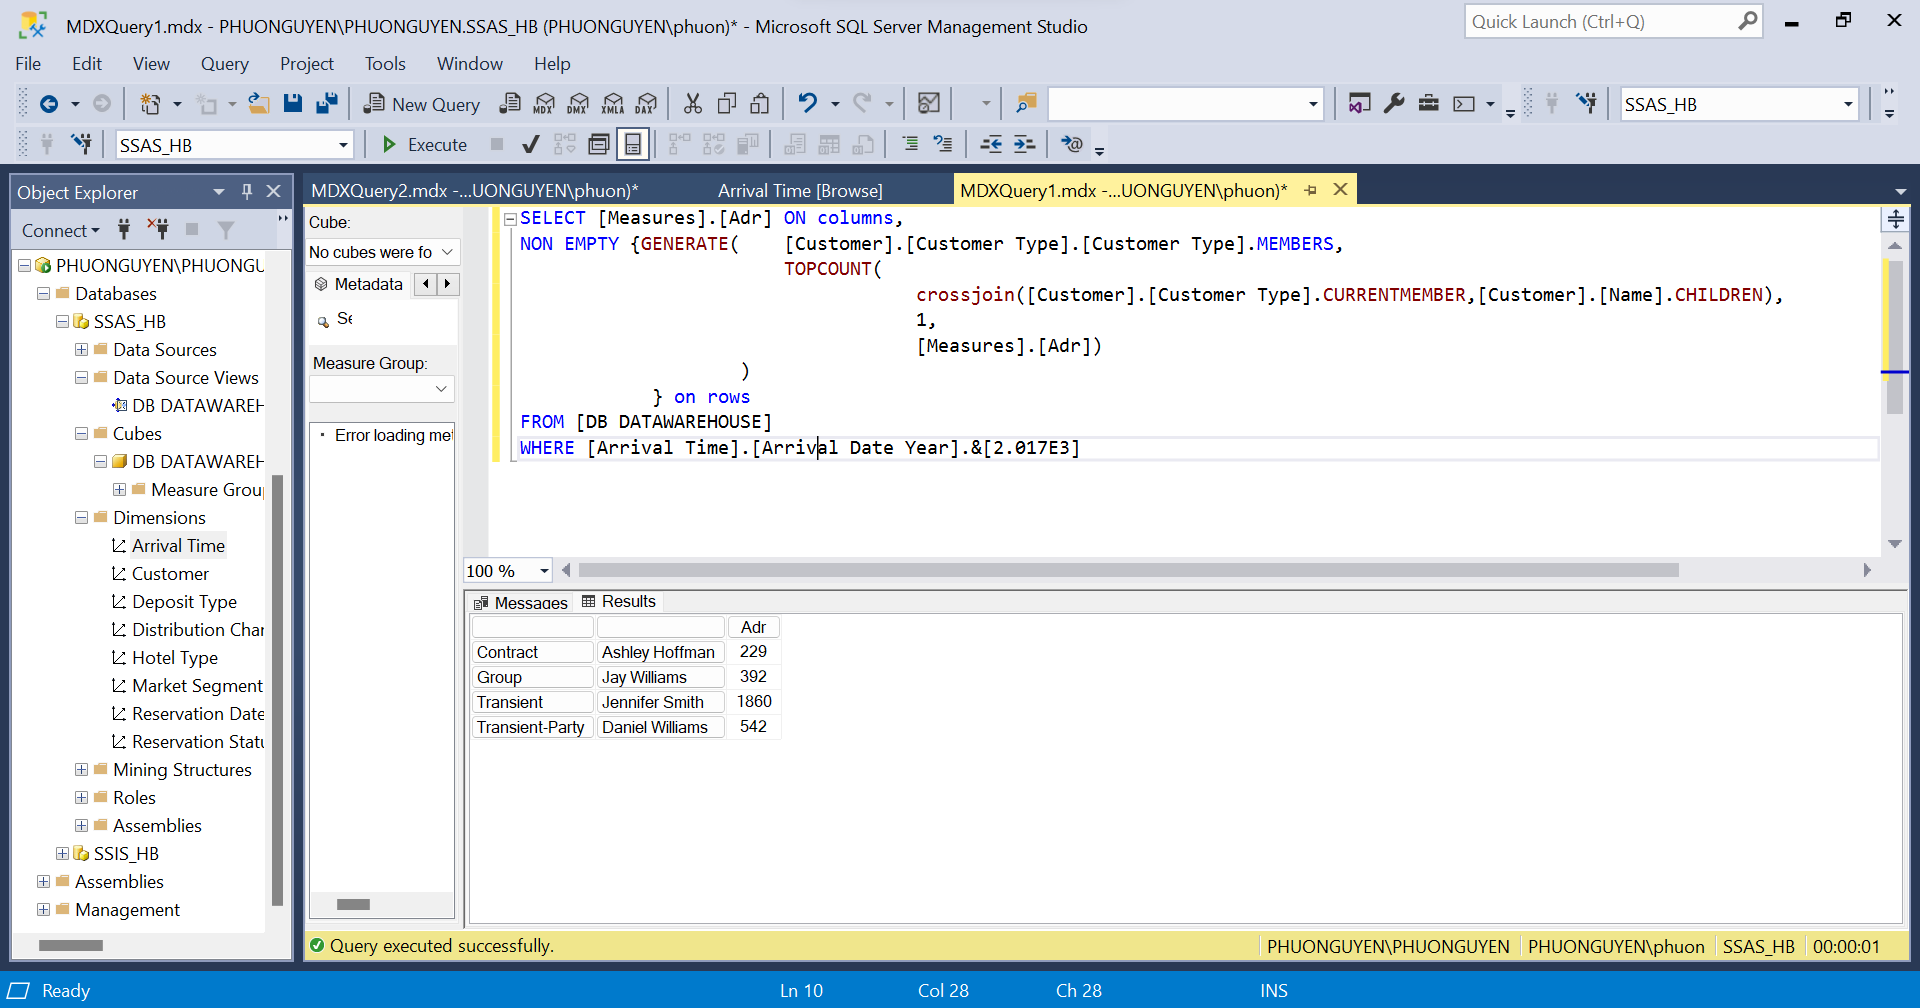 MDXQuery1.mdx - PHUONGUYEN\PHUONGUYEN.SSAS_HB (PHUONGUYEN\phuon)* - Microsoft SQL Server Management Studio
Quick Launch (Ctrl+Q)
File Edit View Query Project Tools Window Help
New Query MDX DMX XMLA DAX SSAS_HB
SSAS_HB Execute
Object Explorer
Connect
PHUONGUYEN\PHUONGU
Databases
SSAS_HB
Data Sources
Data Source Views
DB DATAWAREH
Cubes
DB DATAWAREH
Measure Grou
Dimensions
Arrival Time
Customer
Deposit Type
Distribution Char
Hotel Type
Market Segment
Reservation Date
Reservation Statu
Mining Structures
Roles
Assemblies
SSIS_HB
Assemblies
Management
MDXQuery2.mdx -...UONGUYEN\phuon)* Arrival Time [Browse] MDXQuery1.mdx -...UONGUYEN\phuon)*
Cube:
No cubes were fo
Metadata
Se
Measure Group:
Error loading met
SELECT [Measures].[Adr] ON columns,
NON EMPTY {GENERATE( [Customer].[Customer Type].[Customer Type].MEMBERS,
TOPCOUNT(
crossjoin([Customer].[Customer Type].CURRENTMEMBER,[Customer].[Name].CHILDREN),
1,
[Measures].[Adr])
)
} on rows
FROM [DB DATAWAREHOUSE]
WHERE [Arrival Time].[Arrival Date Year].&[2.017E3]
100 %
Messages Results
Adr
Contract Ashley Hoffman 229
Group Jay Williams 392
Transient Jennifer Smith 1860
Transient-Party Daniel Williams 542
Query executed successfully. PHUONGUYEN\PHUONGUYEN PHUONGUYEN\phuon SSAS_HB 00:00:01
Ready Ln 10 Col 28 Ch 28 INS